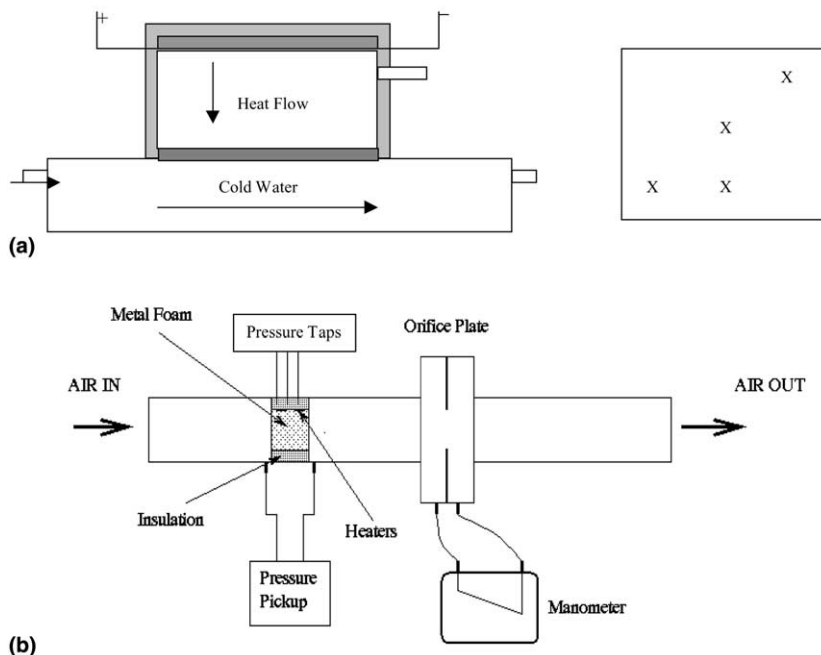 +
−
Heat Flow
Cold Water
X
X
X
X
(a)
Metal Foam
Pressure Taps
Orifice Plate
AIR IN
AIR OUT
Insulation
Heaters
Pressure
Pickup
Manometer
(b)